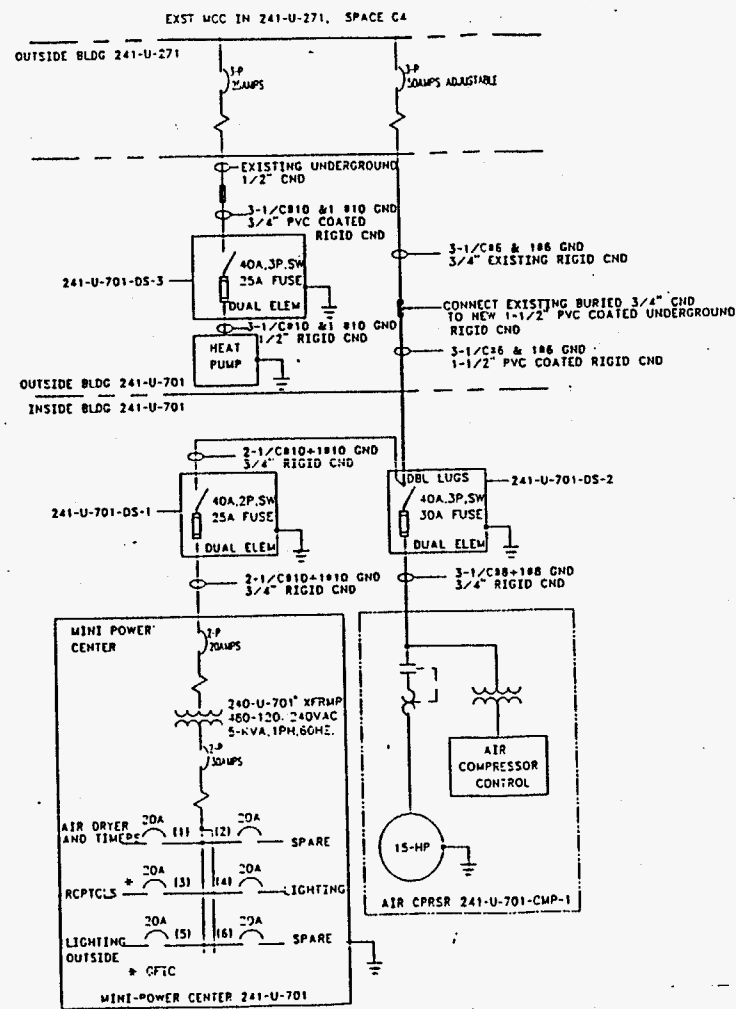 EXST MCC IN 241-U-271, SPACE C4
OUTSIDE BLDG 241-U-271
3-P
25AMPS
3-P
50AMPS ADJUSTABLE
EXISTING UNDERGROUND
1/2" CND
3-1/C#10 &1 #10 GND
3/4" PVC COATED
RIGID CND
241-U-701-DS-3
40A,3P,SW
25A FUSE
DUAL ELEM
3-1/C#6 & 1#6 GND
3/4" EXISTING RIGID CND
CONNECT EXISTING BURIED 3/4" CND
TO NEW 1-1/2" PVC COATED UNDERGROUND
RIGID CND
3-1/C#10 &1 #10 GND
1/2" RIGID CND
HEAT
PUMP
3-1/C#6 & 1#6 GND
1-1/2" PVC COATED RIGID CND
OUTSIDE BLDG 241-U-701
INSIDE BLDG 241-U-701
2-1/C#10+1#10 GND
3/4" RIGID CND
241-U-701-DS-1
40A,2P,SW
25A FUSE
DUAL ELEM
DBL LUGS
40A,3P,SW
30A FUSE
DUAL ELEM
241-U-701-DS-2
2-1/C#10+1#10 GND
3/4" RIGID CND
3-1/C#8+1#8 GND
3/4" RIGID CND
MINI POWER
CENTER
2-P
20AMPS
240-U-701" XFRMP
480-120. 240VAC
5-KVA,1PH,60HZ.
2-P
30AMPS
AIR
COMPRESSOR
CONTROL
15-HP
AIR CPRSR 241-U-701-CMP-1
AIR DRYER
AND TIMERS
20A
(1)
(2)
20A
SPARE
* RCPTCLS
20A
(3)
(4)
20A
LIGHTING
LIGHTING
OUTSIDE
20A
(5)
(6)
20A
SPARE
* GFIC
MINI-POWER CENTER 241-U-701